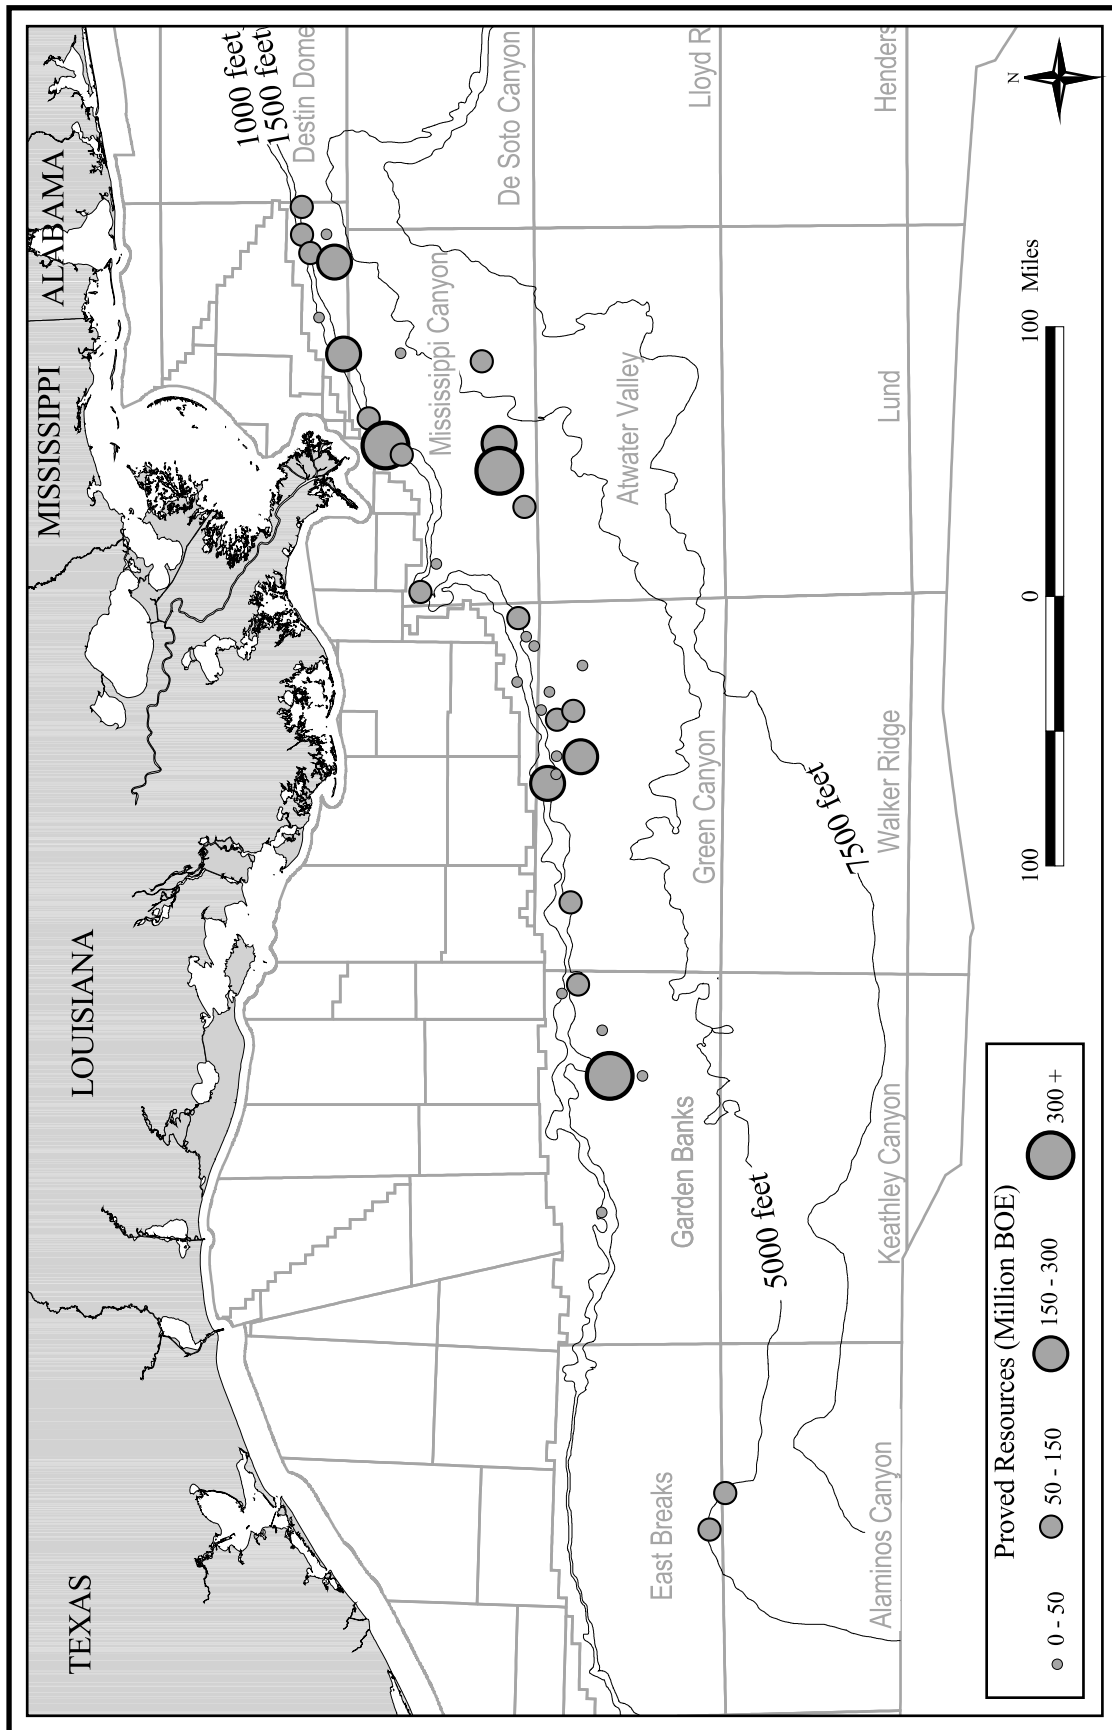 TEXAS
LOUISIANA
MISSISSIPPI
ALABAMA
1000 feet
1500 feet
Destin Dome
De Soto Canyon
Lloyd R
Henders
Mississippi Canyon
Atwater Valley
Lund
Green Canyon
Walker Ridge
7500 feet
Garden Banks
Keathley Canyon
5000 feet
East Breaks
Alaminos Canyon
N
100 0 100 Miles
Proved Resources (Million BOE)
0 - 50 50 - 150 150 - 300 300 +